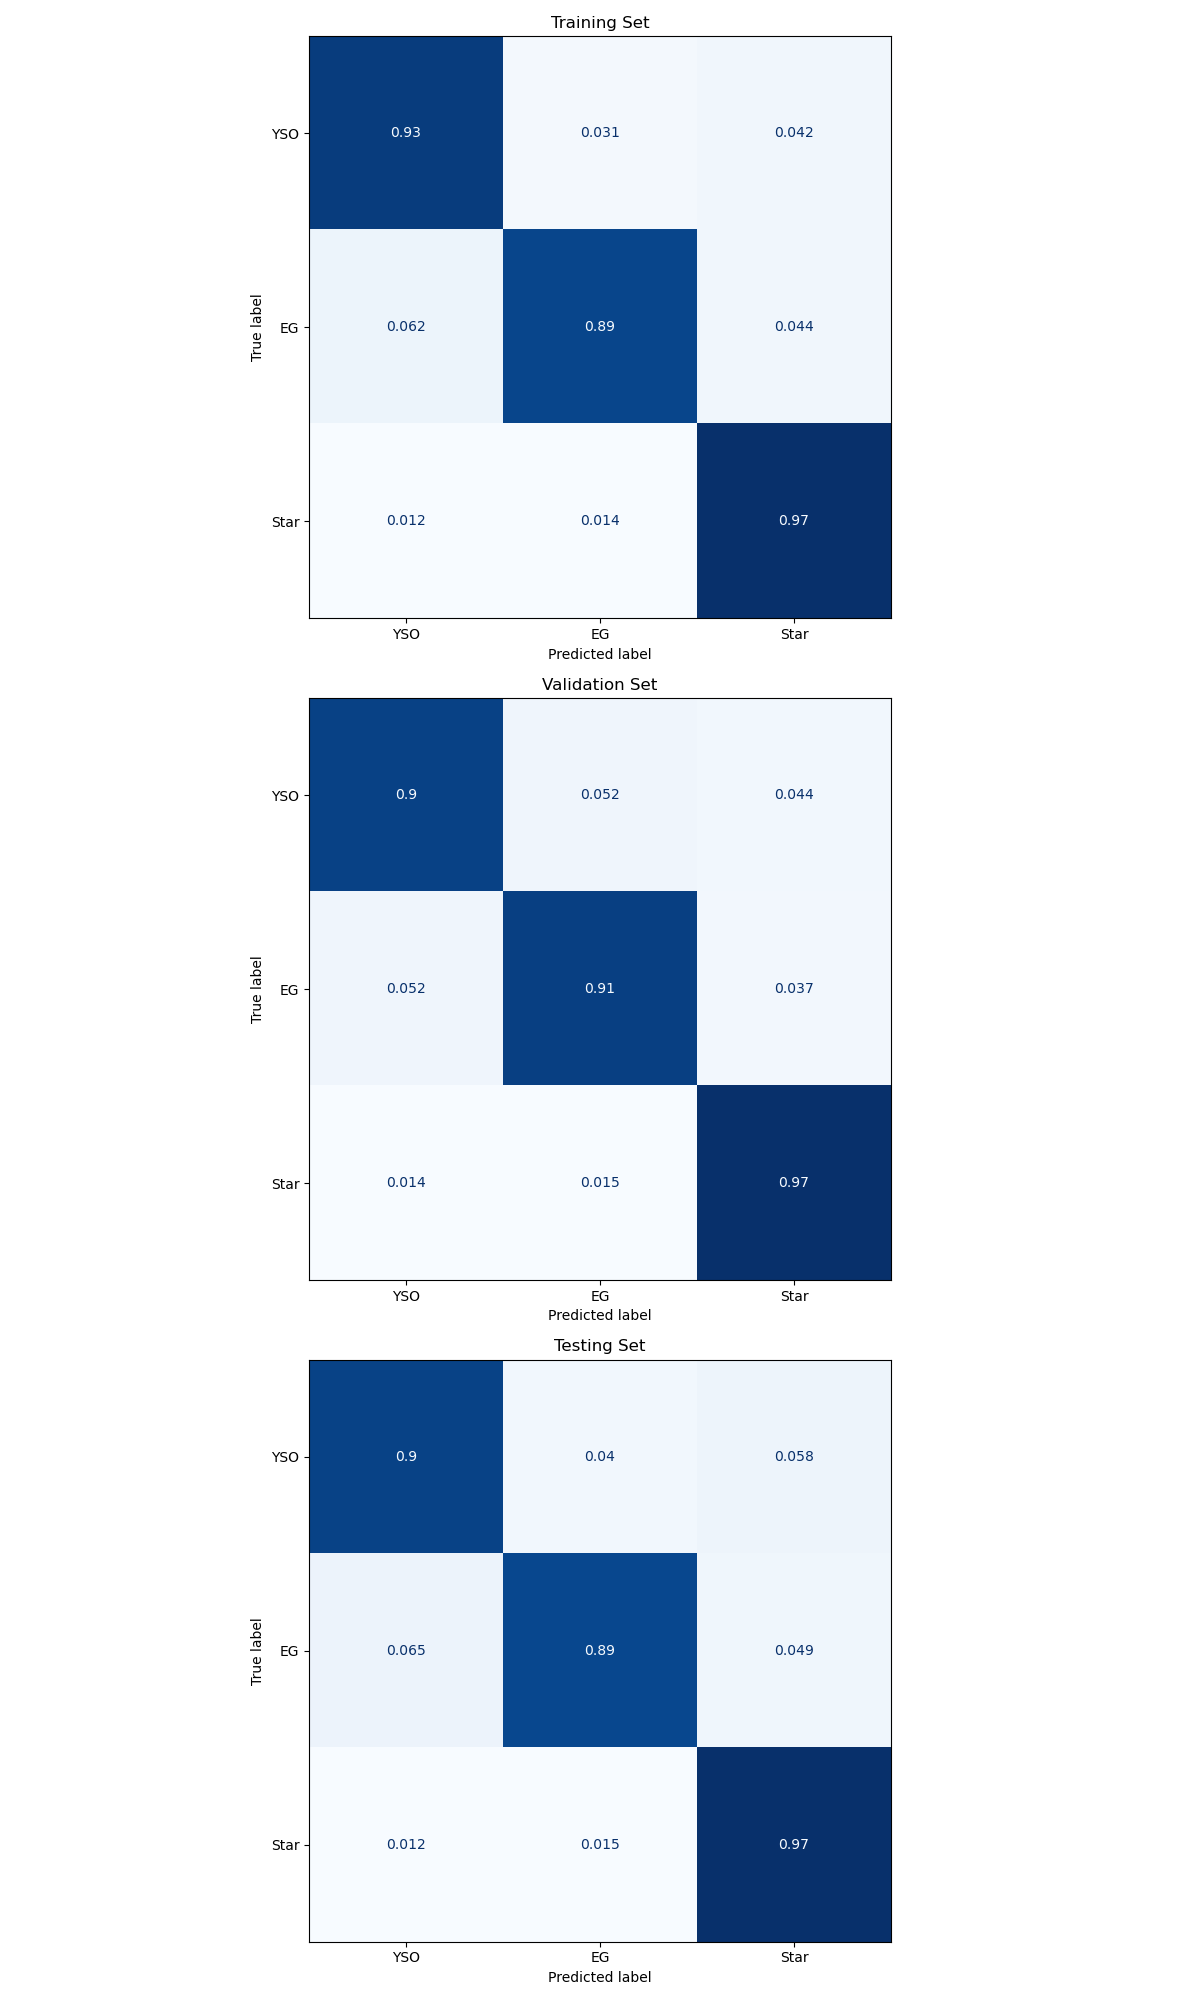 Training Set
YSO 0.93 0.031 0.042
True label
EG 0.062 0.89 0.044
Star 0.012 0.014 0.97
YSO EG Star
Predicted label
Validation Set
YSO 0.9 0.052 0.044
True label
EG 0.052 0.91 0.037
Star 0.014 0.015 0.97
YSO EG Star
Predicted label
Testing Set
YSO 0.9 0.04 0.058
True label
EG 0.065 0.89 0.049
Star 0.012 0.015 0.97
YSO EG Star
Predicted label